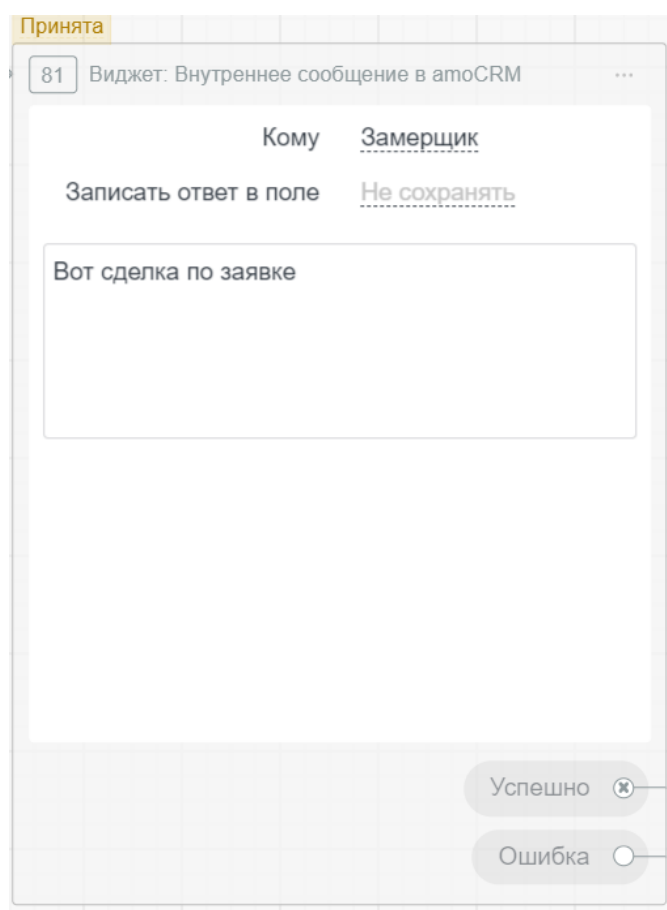 Принята
81 Виджет: Внутреннее сообщение в amoCRM ...
Кому Замерщик
Записать ответ в поле Не сохранять
Вот сделка по заявке
Успешно
Ошибка